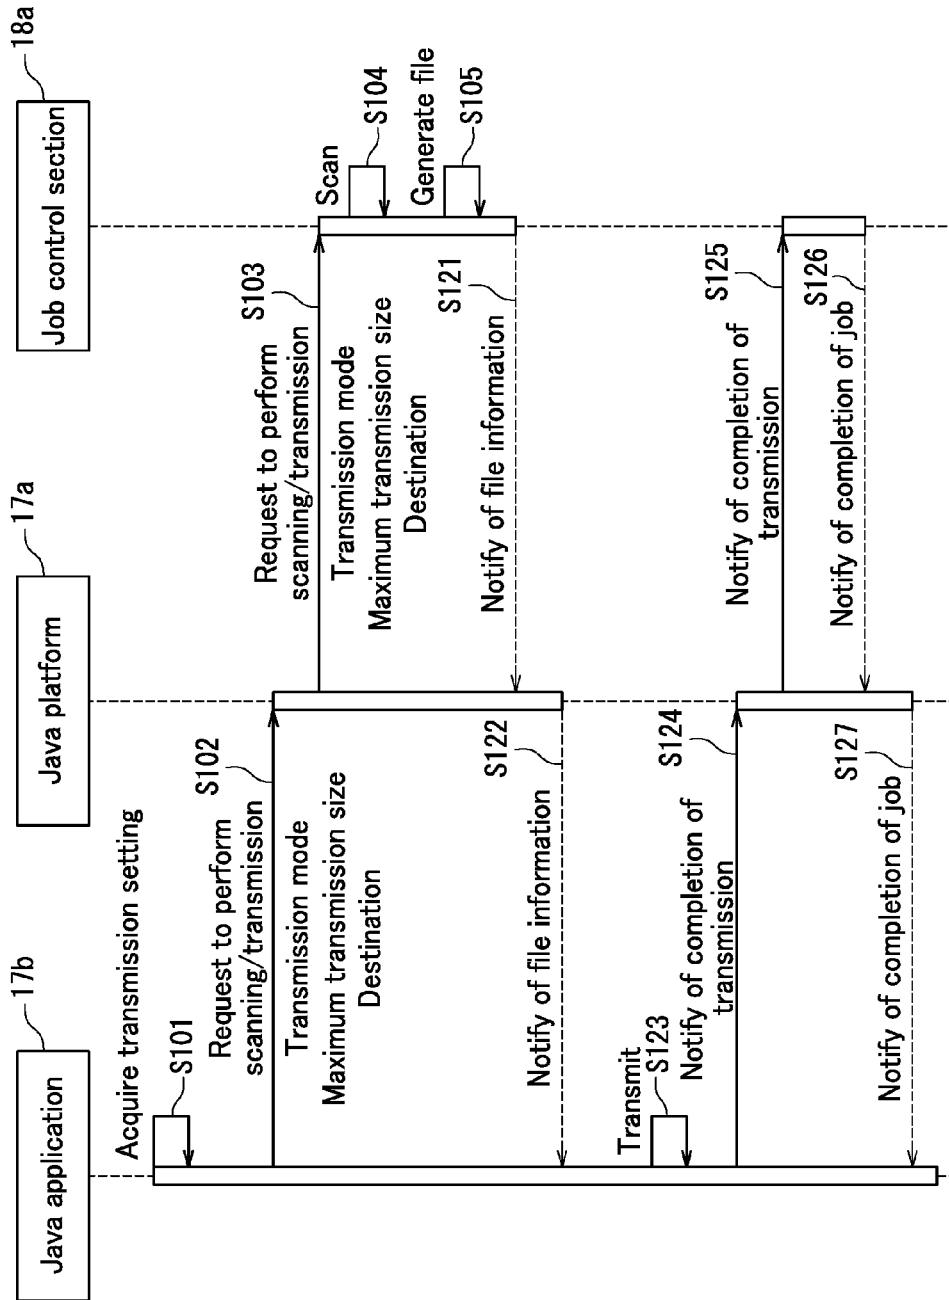 Java application
17b
Java platform
17a
Job control section
18a
Acquire transmission setting
S101
Request to perform
scanning/transmission
S102
Transmission mode
Maximum transmission size
Destination
Request to perform
scanning/transmission
S103
Transmission mode
Maximum transmission size
Destination
Scan
S104
Generate file
S105
Notify of file information
S121
Notify of file information
S122
Transmit
S123
Notify of completion of
transmission
S124
Notify of completion of
transmission
S125
Notify of completion of job
S126
Notify of completion of job
S127